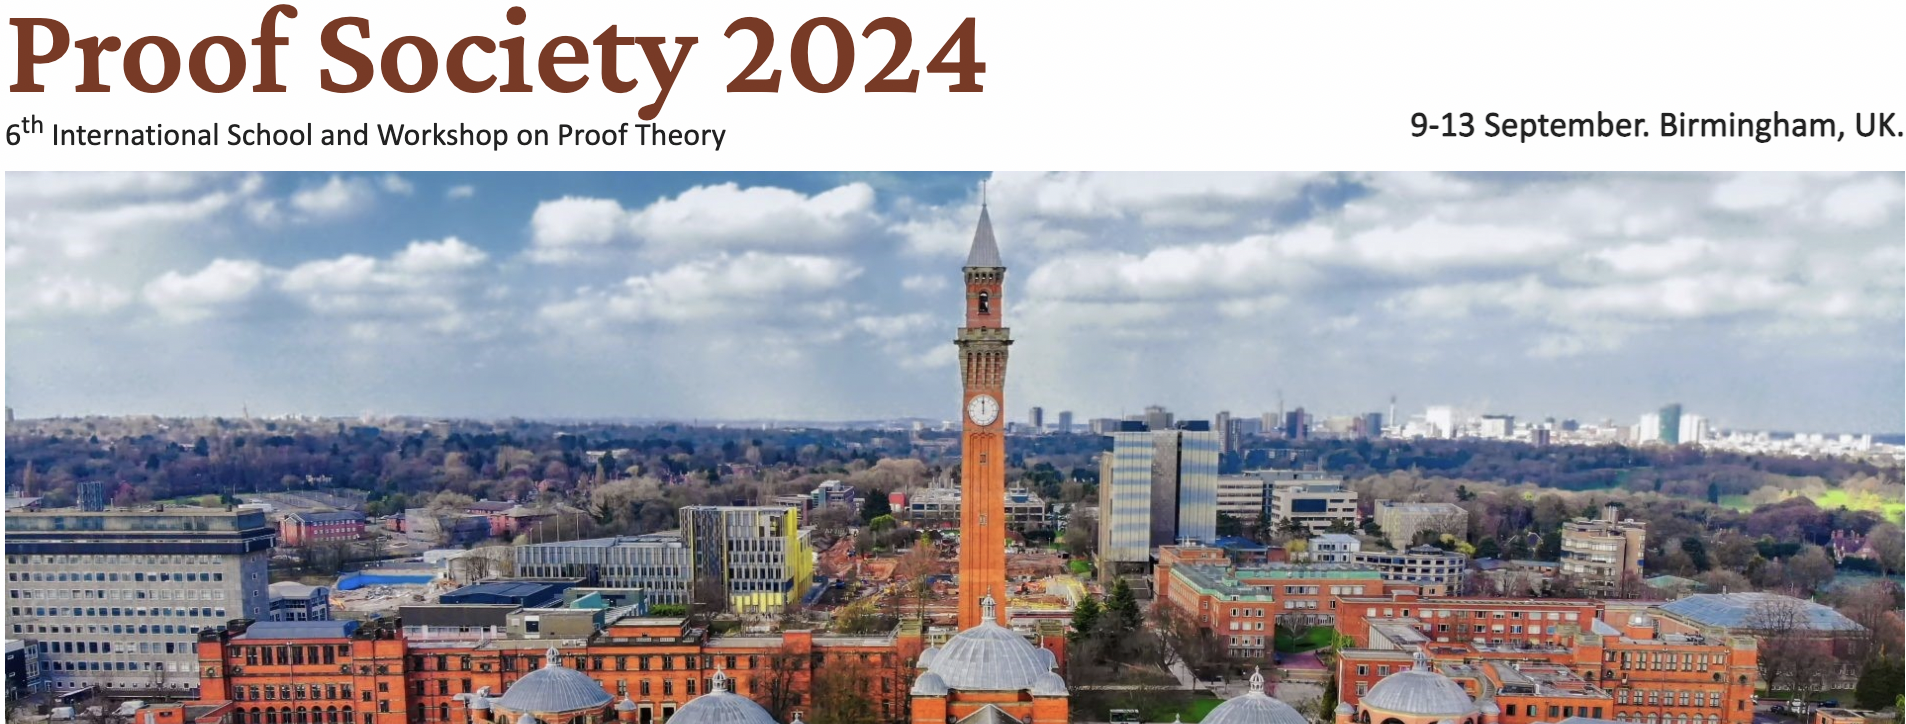 Proof Society 2024
6th International School and Workshop on Proof Theory
9-13 September. Birmingham, UK.